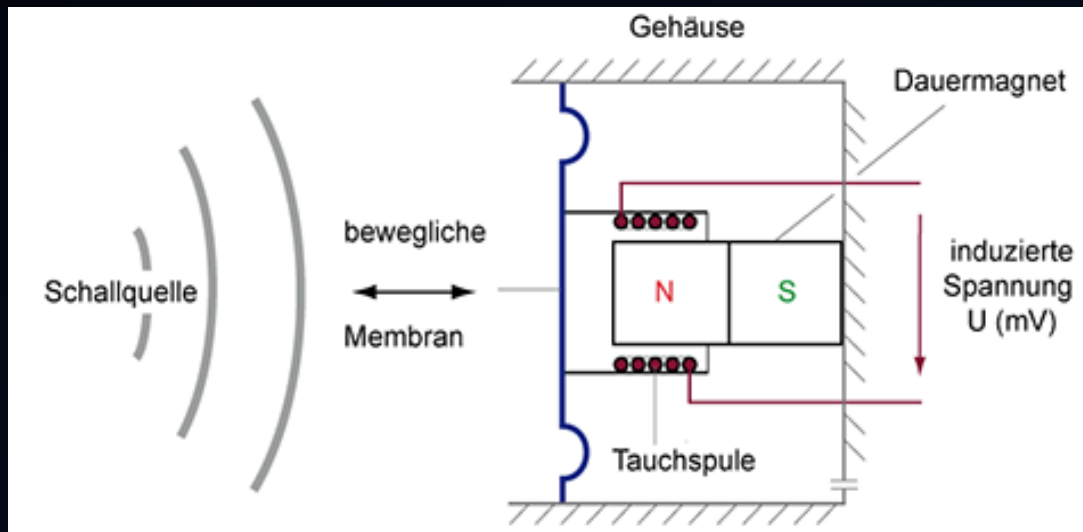 Gehäuse
Dauermagnet
bewegliche
Schallquelle
Membran
N
S
induzierte
Spannung
U (mV)
Tauchspule